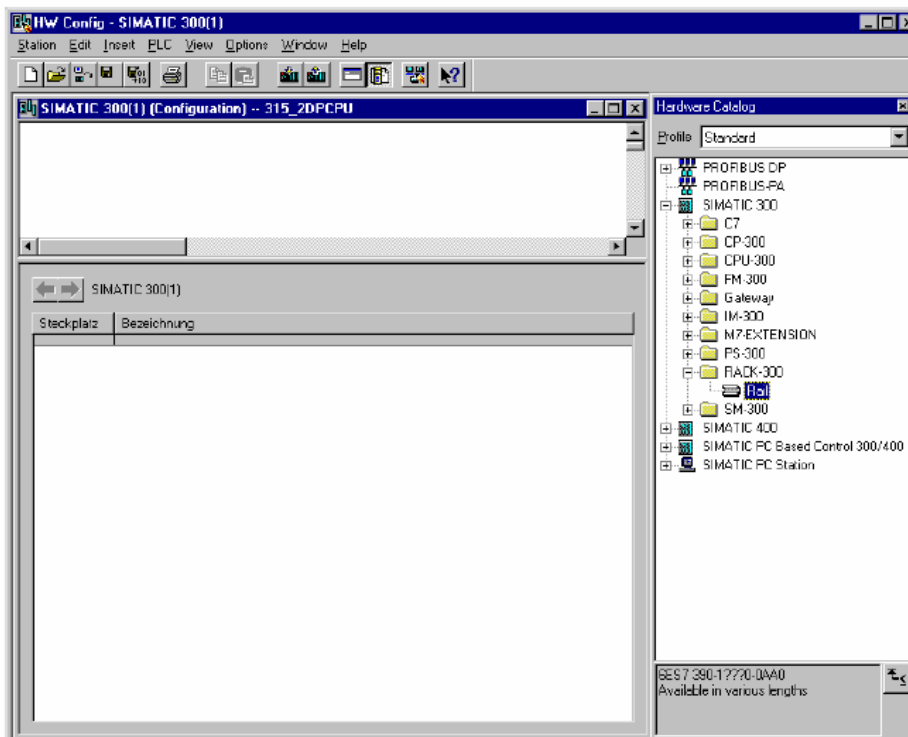 HW Config - SIMATIC 300(1)
Station Edit Insert PLC View Options Window Help
SIMATIC 300(1) (Configuration) -- 315_2DPCPU
SIMATIC 300(1)
Steckplatz Bezeichnung
Hardware Catalog
Profile Standard
PROFIBUS DP
PROFIBUS-PA
SIMATIC 300
C7
CP-300
CPU-300
FM-300
Gateway
IM-300
M7-EXTENSION
PS-300
RACK-300
Rail
SM-300
SIMATIC 400
SIMATIC PC Based Control 300/400
SIMATIC PC Station
6ES7 390-1???0-0AA0
Available in various lengths